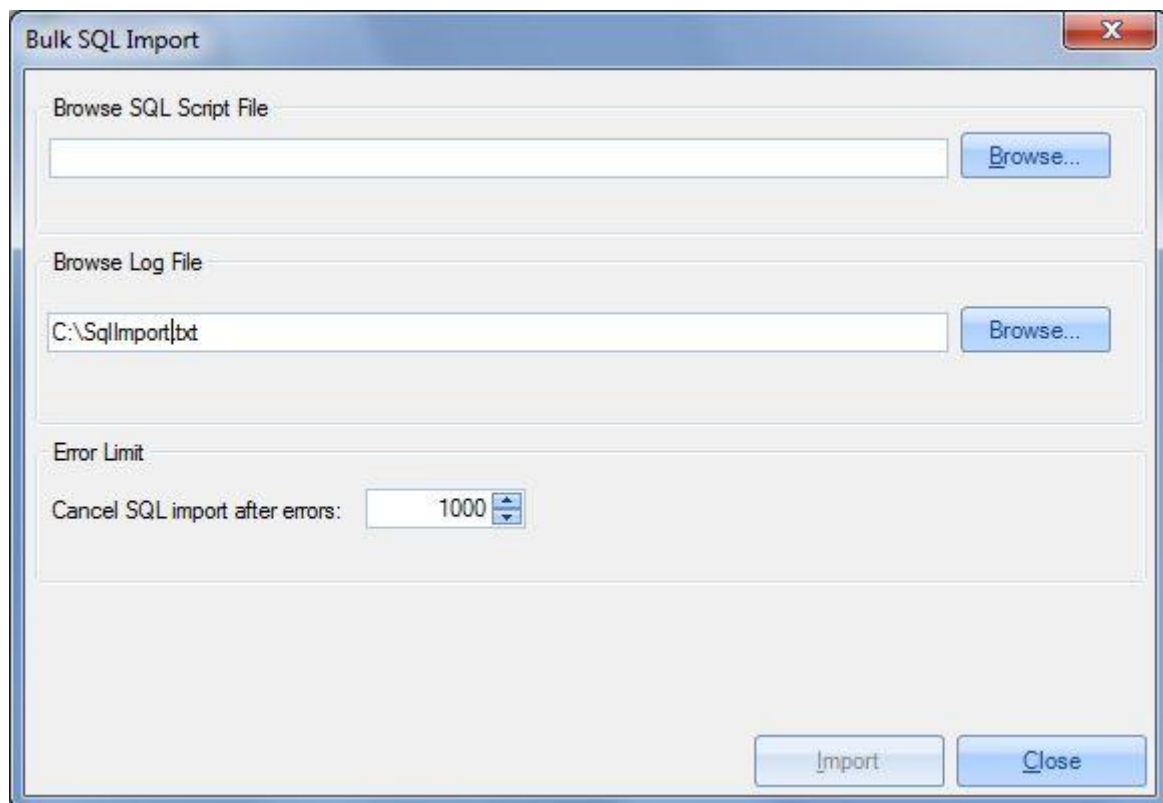 Bulk SQL Import
Browse SQL Script File
Browse...
Browse Log File
C:\SqlImport.txt
Browse...
Error Limit
Cancel SQL import after errors: 1000
Import Close